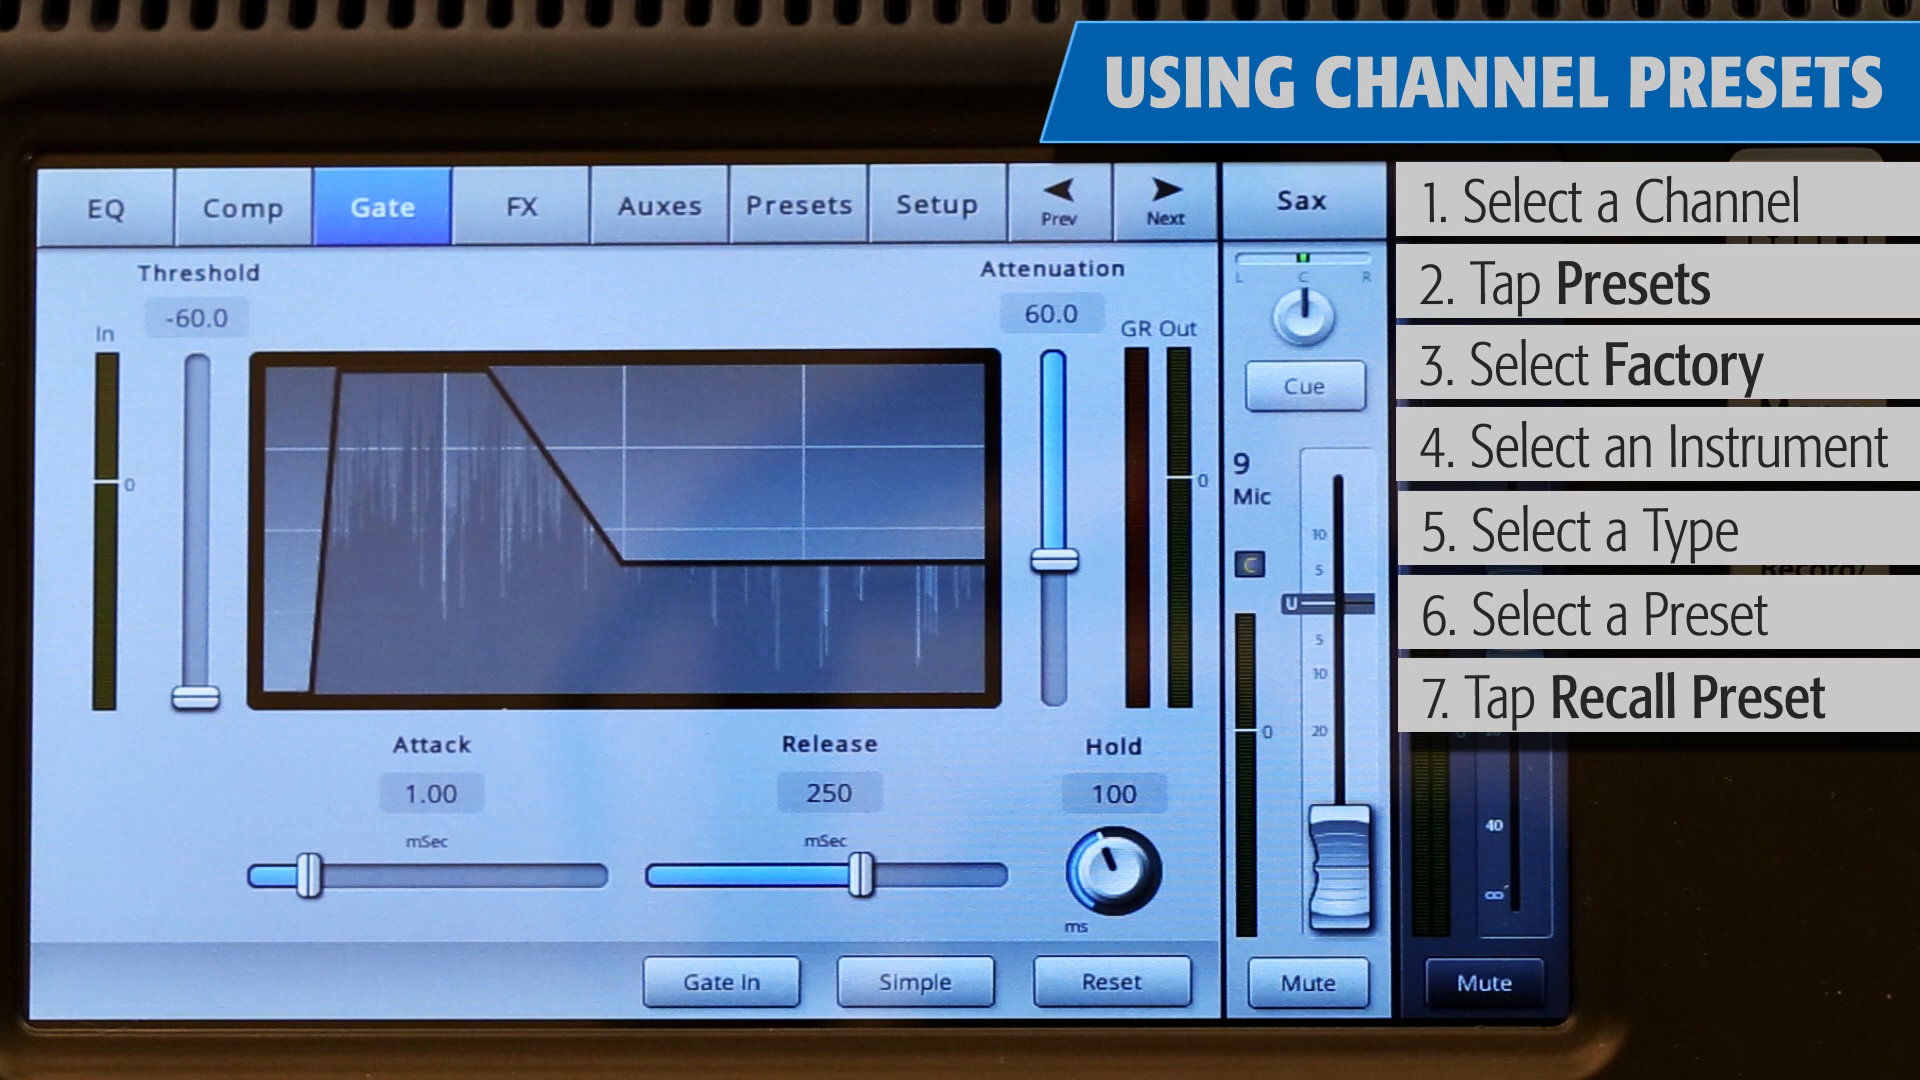 USING CHANNEL PRESETS
1. Select a Channel
2. Tap Presets
3. Select Factory
4. Select an Instrument
5. Select a Type
6. Select a Preset
7. Tap Recall Preset
EQ
Comp
Gate
FX
Auxes
Presets
Setup
Prev
Next
Sax
Threshold
-60.0
In
0
Attenuation
60.0
GR Out
0
L C R
Cue
9
Mic
C
10
5
U
5
10
20
0
Attack
1.00
mSec
Release
250
mSec
Hold
100
ms
40
∞
Gate In
Simple
Reset
Mute
Mute
Record/